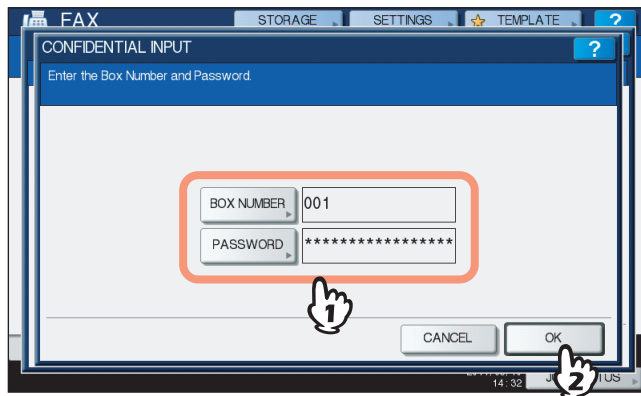 FAX STORAGE SETTINGS TEMPLATE ?
CONFIDENTIAL INPUT ?
Enter the Box Number and Password.
BOX NUMBER 001
PASSWORD *****************
1
CANCEL OK
2
14:32